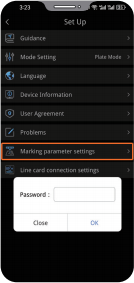 3:23
Set Up
Guidance
Mode Setting Plate Mode
Language
Device Information
User Agreement
Problems
Marking parameter settings
Line card connection settings
Password :
Close OK